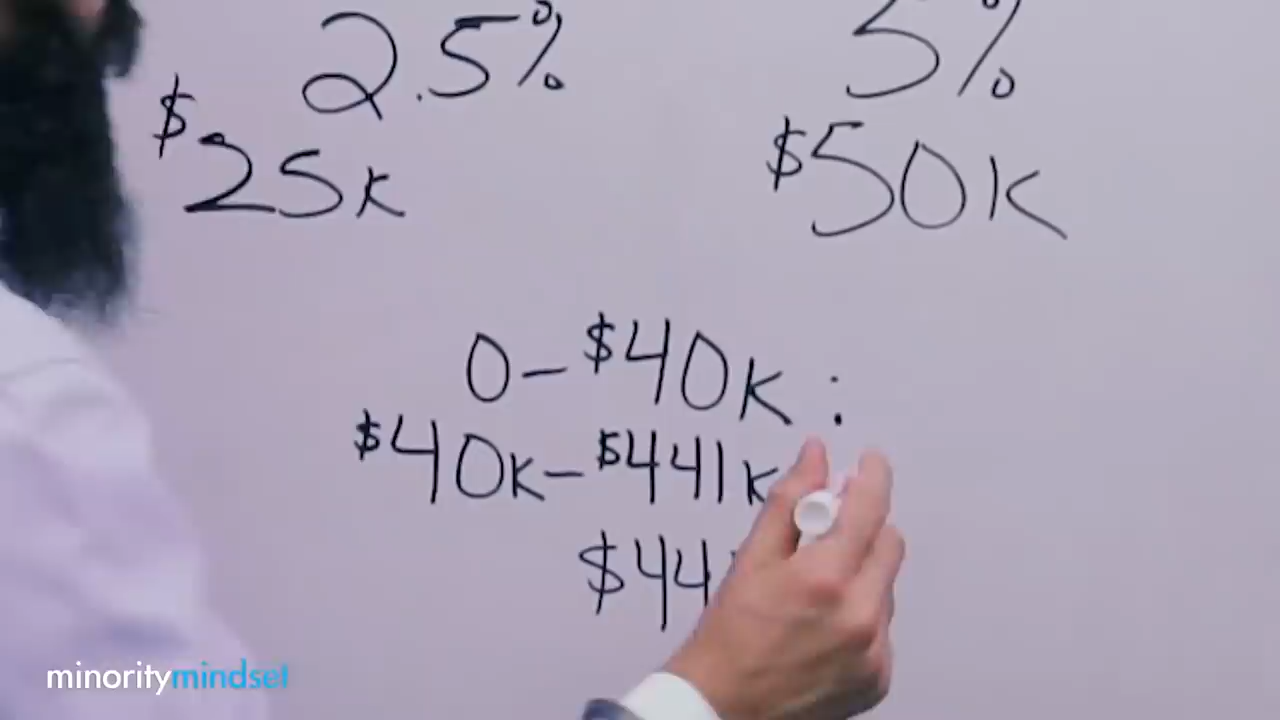 2.5% 5%
$25k $50k
0-$40k:
$40k-$441k
$44
minoritymindset